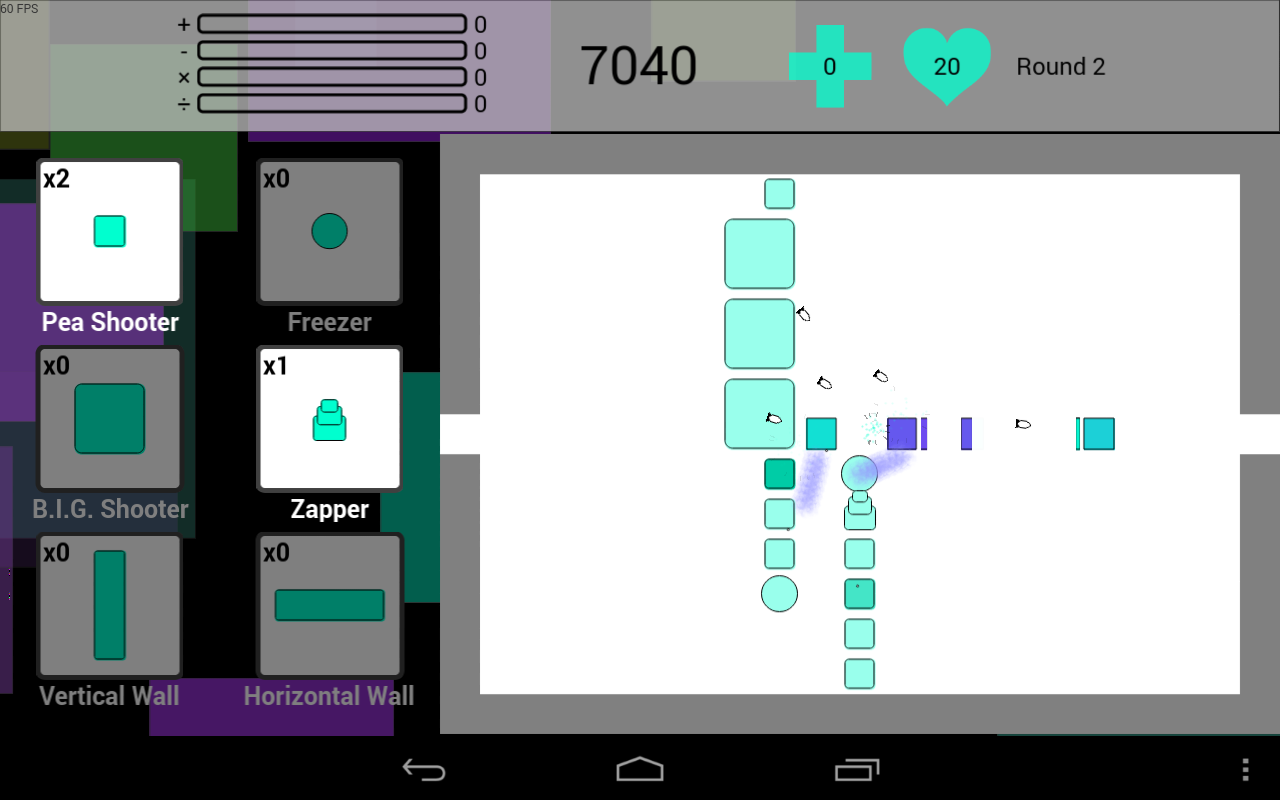 60 FPS
+ 0
- 0
× 0
÷ 0
7040
0
20
Round 2
x2
x0
Pea Shooter
Freezer
x0
x1
B.I.G. Shooter
Zapper
x0
x0
Vertical Wall
Horizontal Wall